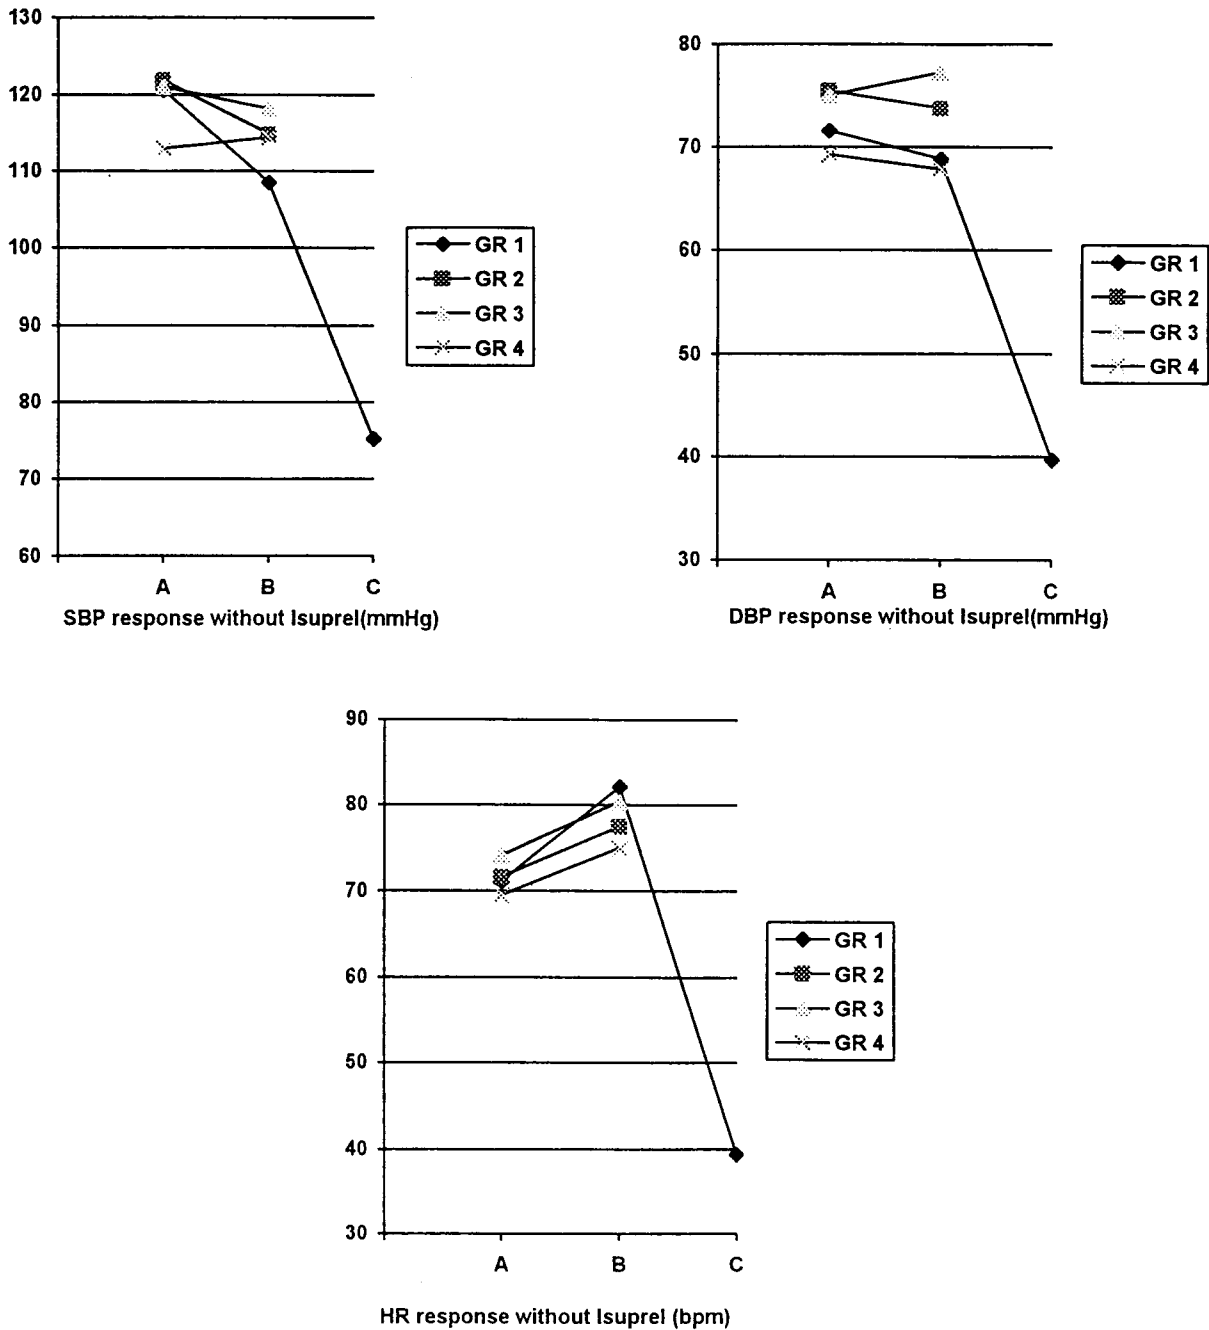 130
120
110
100
90
80
70
60
A B C
SBP response without Isuprel(mmHg)
GR 1
GR 2
GR 3
GR 4
80
70
60
50
40
30
A B C
DBP response without Isuprel(mmHg)
GR 1
GR 2
GR 3
GR 4
90
80
70
60
50
40
30
A B C
HR response without Isuprel (bpm)
GR 1
GR 2
GR 3
GR 4